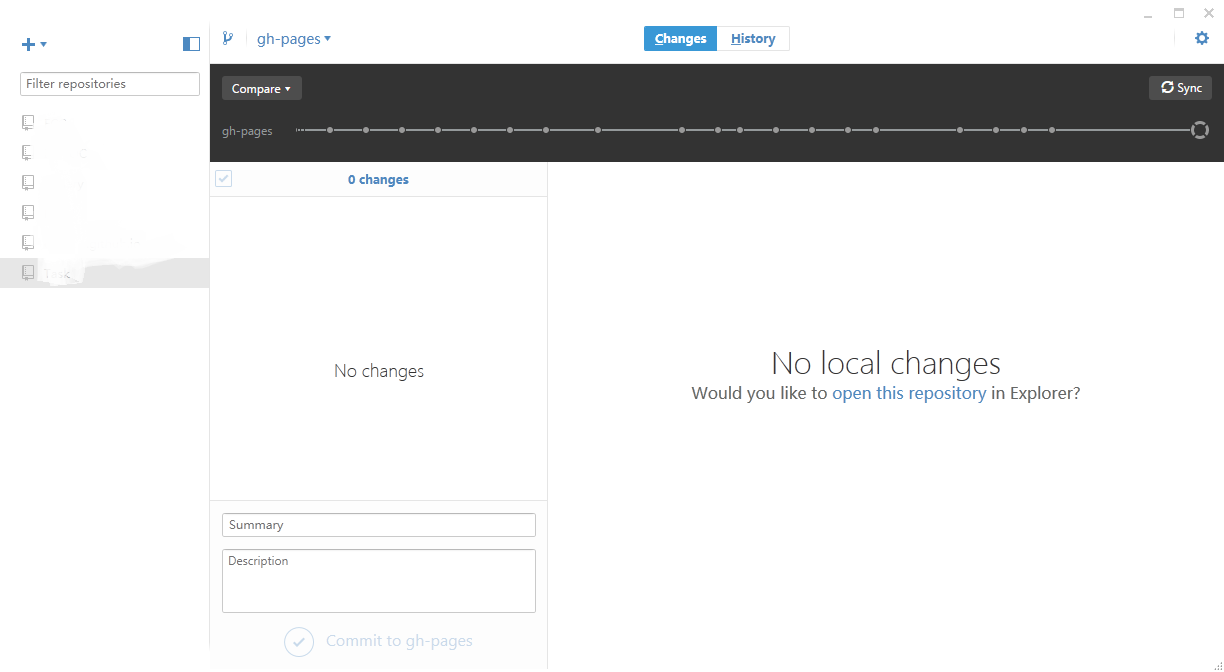 gh-pages
Changes
History
Filter repositories
Compare
Sync
gh-pages
0 changes
No changes
No local changes
Would you like to open this repository in Explorer?
Summary
Description
Commit to gh-pages